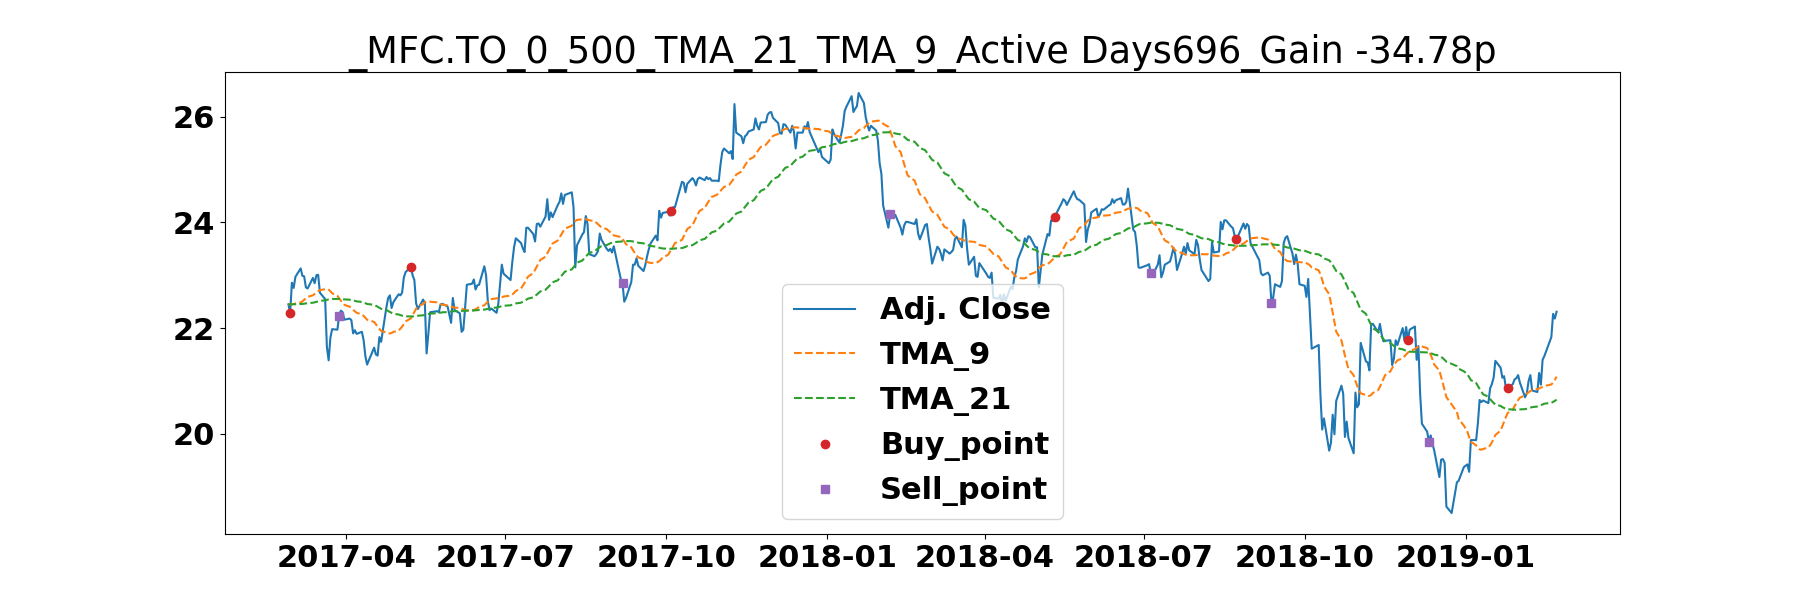 _MFC.TO_0_500_TMA_21_TMA_9_Active Days696_Gain -34.78p
26
24
22
20
Adj. Close
TMA_9
TMA_21
Buy_point
Sell_point
2017-04 2017-07 2017-10 2018-01 2018-04 2018-07 2018-10 2019-01